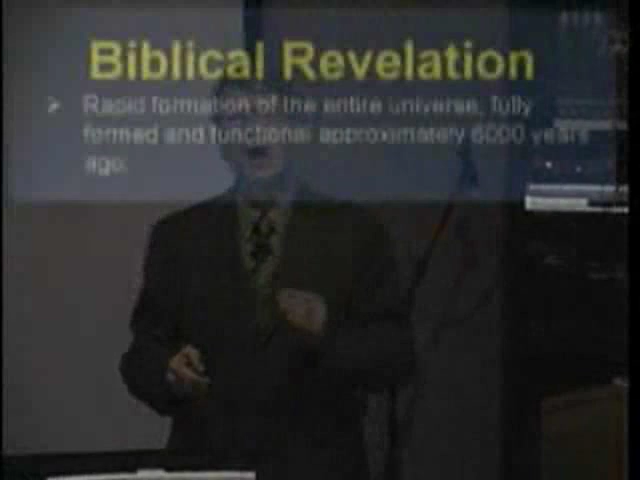 Biblical Revelation
Rapid formation of the entire universe, fully
formed and functional approximately 6000 years
ago.